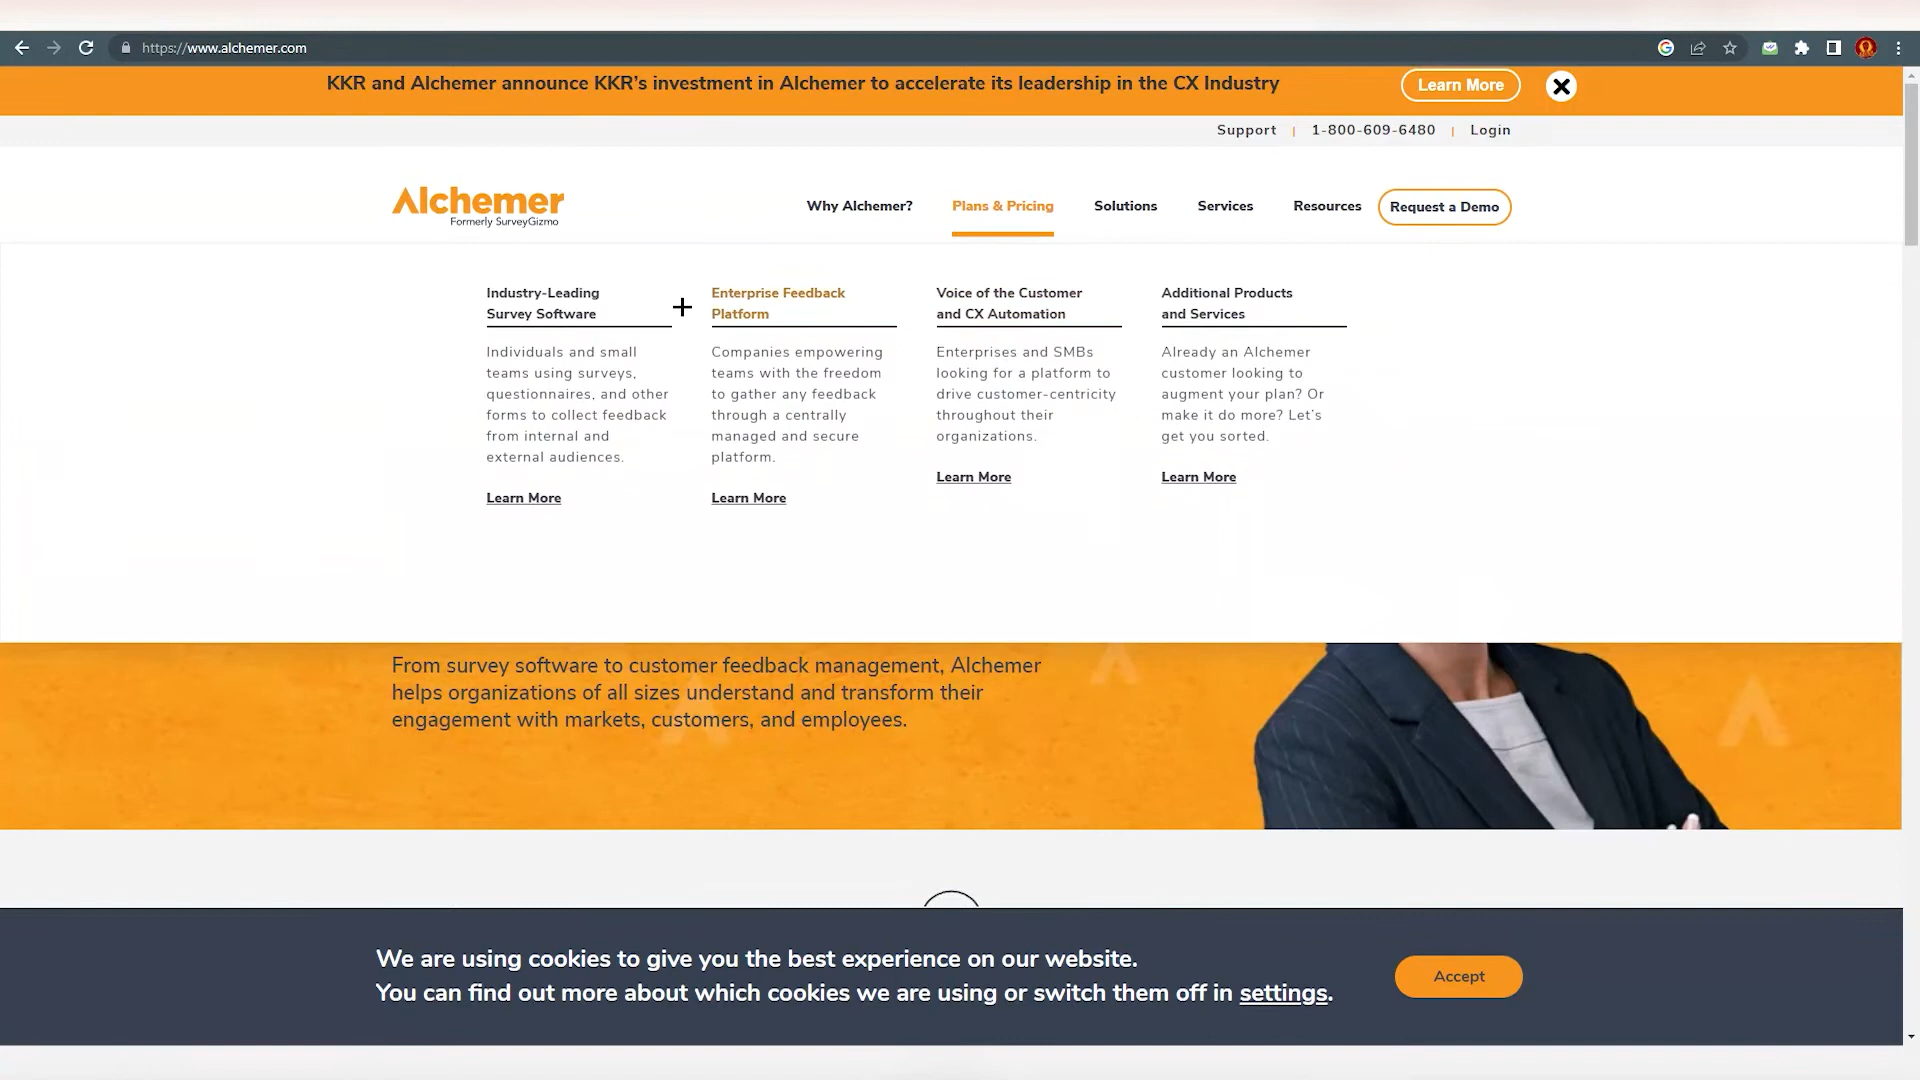 https://www.alchemer.com
KKR and Alchemer announce KKR's investment in Alchemer to accelerate its leadership in the CX Industry
Learn More
Support | 1-800-609-6480 | Login
Alchemer
Formerly SurveyGizmo
Why Alchemer?
Plans & Pricing
Solutions
Services
Resources
Request a Demo
Industry-Leading
Survey Software
Individuals and small
teams using surveys,
questionnaires, and other
forms to collect feedback
from internal and
external audiences.
Learn More
Enterprise Feedback
Platform
Companies empowering
teams with the freedom
to gather any feedback
through a centrally
managed and secure
platform.
Learn More
Voice of the Customer
and CX Automation
Enterprises and SMBs
looking for a platform to
drive customer-centricity
throughout their
organizations.
Learn More
Additional Products
and Services
Already an Alchemer
customer looking to
augment your plan? Or
make it do more? Let's
get you sorted.
Learn More
From survey software to customer feedback management, Alchemer
helps organizations of all sizes understand and transform their
engagement with markets, customers, and employees.
We are using cookies to give you the best experience on our website.
You can find out more about which cookies we are using or switch them off in settings.
Accept